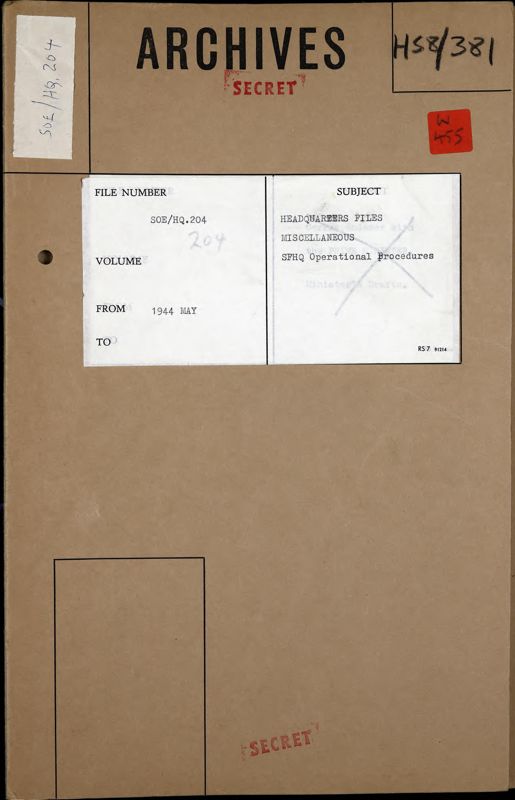 SOE/HQ.204
ARCHIVES
SECRET
HS8/381
W
455
FILE NUMBER
SOE/HQ.204
204
VOLUME
FROM 1944 MAY
TO
SUBJECT
HEADQUARTERS FILES
MISCELLANEOUS
SFHQ Operational Procedures
RS7 91214
SECRET